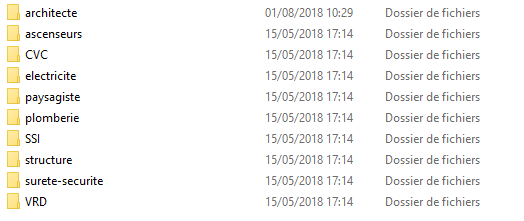 architecte 01/08/2018 10:29 Dossier de fichiers
ascenseurs 15/05/2018 17:14 Dossier de fichiers
CVC 15/05/2018 17:14 Dossier de fichiers
electricite 15/05/2018 17:14 Dossier de fichiers
paysagiste 15/05/2018 17:14 Dossier de fichiers
plomberie 15/05/2018 17:14 Dossier de fichiers
SSI 15/05/2018 17:14 Dossier de fichiers
structure 15/05/2018 17:14 Dossier de fichiers
surete-securite 15/05/2018 17:14 Dossier de fichiers
VRD 15/05/2018 17:14 Dossier de fichiers